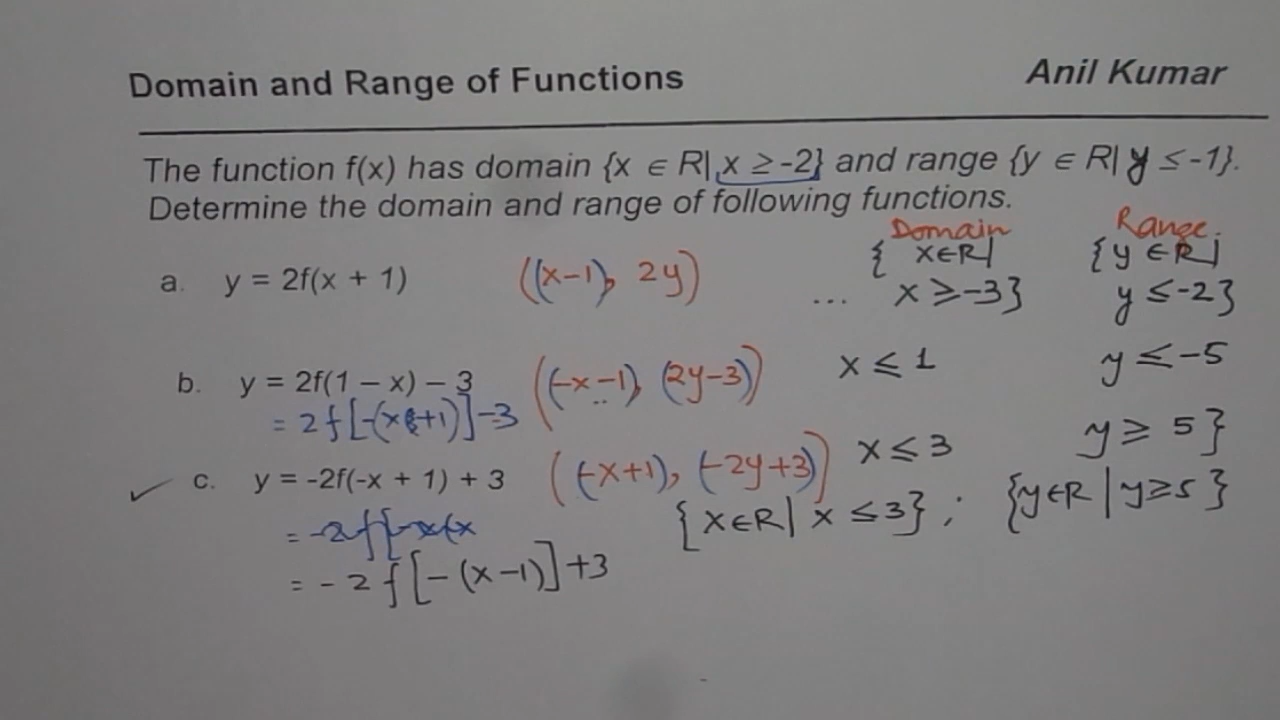 Domain and Range of Functions Anil Kumar
The function f(x) has domain {x ∈ R| x ≥ -2} and range {y ∈ R| y ≤ -1}.
Determine the domain and range of following functions.
Domain Range
a. y = 2f(x + 1) ((x-1), 2y) { x∈R| {y ∈ R|
... x ≥ -3} y ≤ -2}
b. y = 2f(1 – x) – 3 ((-x-1), (2y-3)) x ≤ 1 y ≤ -5
= 2f[-(x+1)]-3
c. y = -2f(-x + 1) + 3 ((-x+1), (-2y+3)) x ≤ 3 y ≥ 5}
= -2f[-x(x {x∈R| x ≤ 3} ; {y∈R | y≥5}
= -2f[-(x-1)]+3